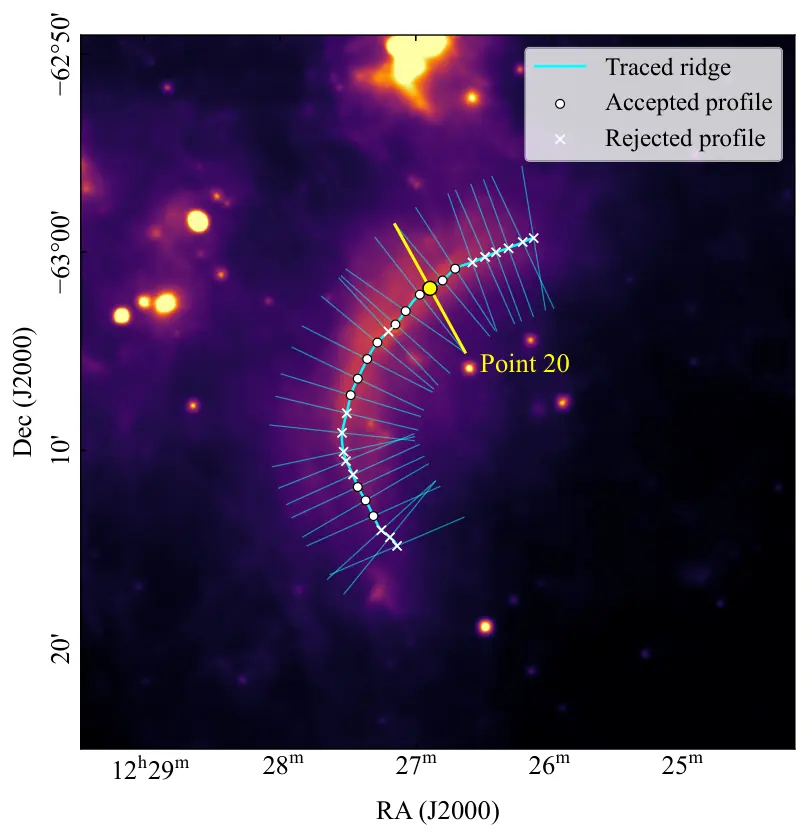 Traced ridge
Accepted profile
Rejected profile
Point 20
−62°50'
−63°00'
10'
20'
Dec (J2000)
12h29m
28m
27m
26m
25m
RA (J2000)